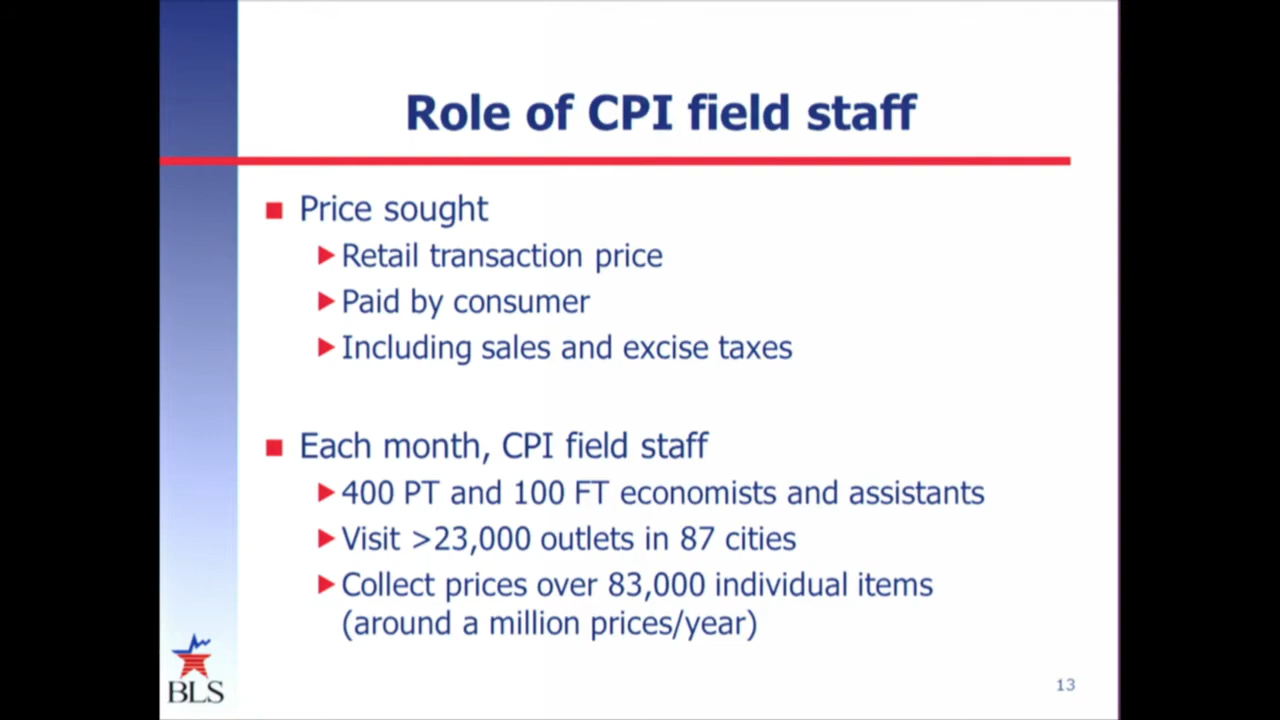 Role of CPI field staff
Price sought
Retail transaction price
Paid by consumer
Including sales and excise taxes
Each month, CPI field staff
400 PT and 100 FT economists and assistants
Visit >23,000 outlets in 87 cities
Collect prices over 83,000 individual items
(around a million prices/year)
BLS
13